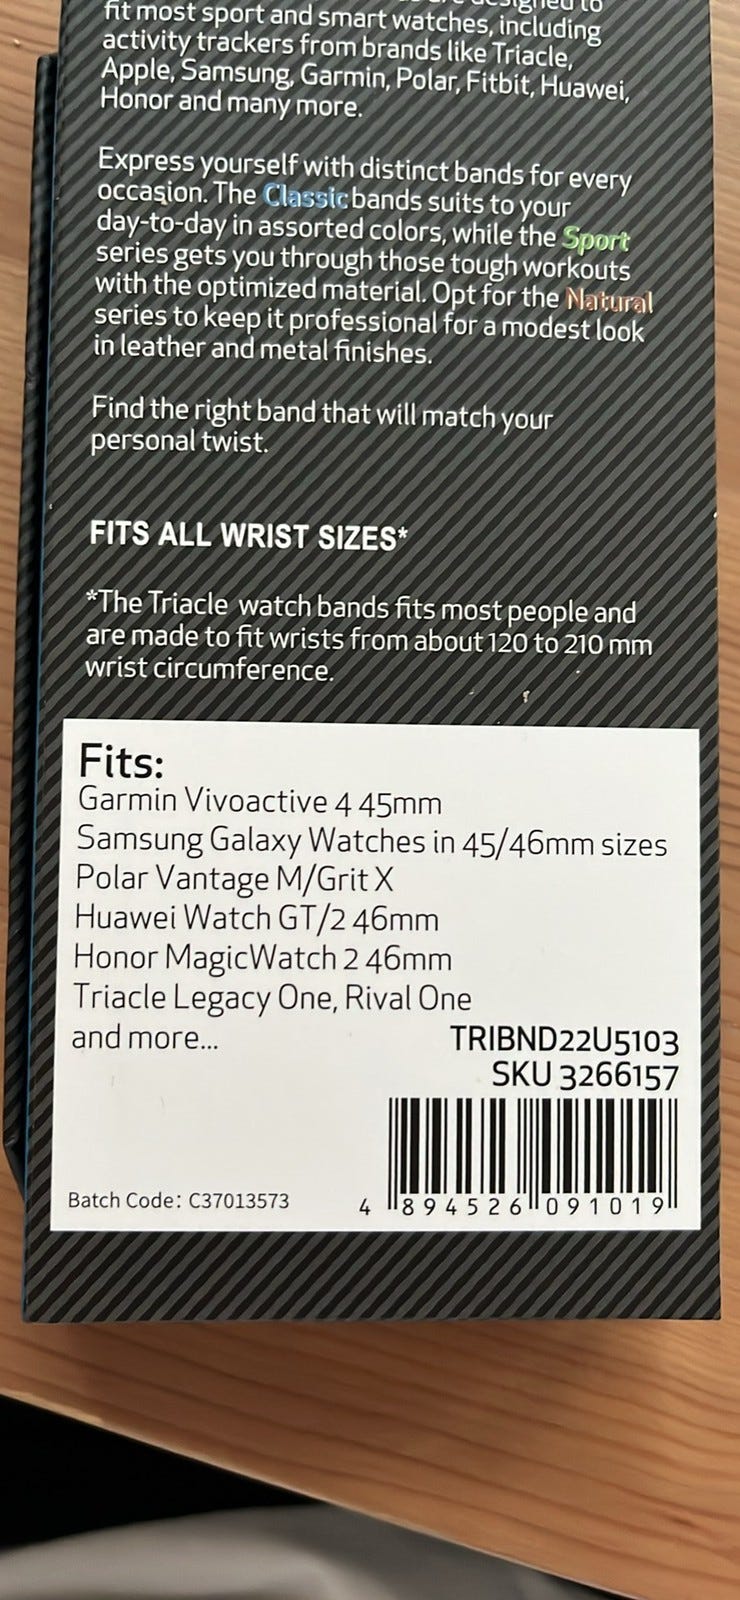 designed to
fit most sport and smart watches, including
activity trackers from brands like Triacle,
Apple, Samsung, Garmin, Polar, Fitbit, Huawei,
Honor and many more.
Express yourself with distinct bands for every
occasion. The Classic bands suits to your
day-to-day in assorted colors, while the Sport
series gets you through those tough workouts
with the optimized material. Opt for the Natural
series to keep it professional for a modest look
in leather and metal finishes.
Find the right band that will match your
personal twist.
FITS ALL WRIST SIZES*
*The Triacle watch bands fits most people and
are made to fit wrists from about 120 to 210 mm
wrist circumference.
Fits:
Garmin Vivoactive 4 45mm
Samsung Galaxy Watches in 45/46mm sizes
Polar Vantage M/Grit X
Huawei Watch GT/2 46mm
Honor MagicWatch 2 46mm
Triacle Legacy One, Rival One
and more...
TRIBND22U5103
SKU 3266157
Batch Code: C37013573
4 894526 091019